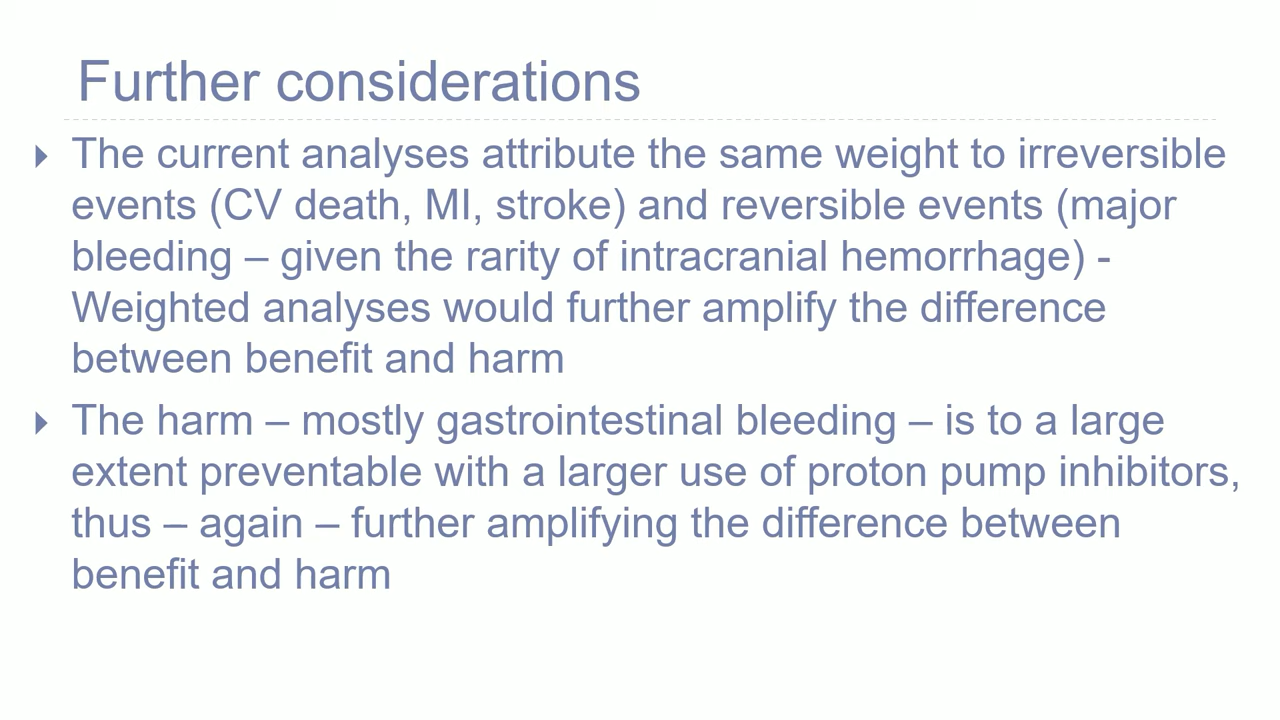 Further considerations
The current analyses attribute the same weight to irreversible
events (CV death, MI, stroke) and reversible events (major
bleeding – given the rarity of intracranial hemorrhage) -
Weighted analyses would further amplify the difference
between benefit and harm
The harm – mostly gastrointestinal bleeding – is to a large
extent preventable with a larger use of proton pump inhibitors,
thus – again – further amplifying the difference between
benefit and harm